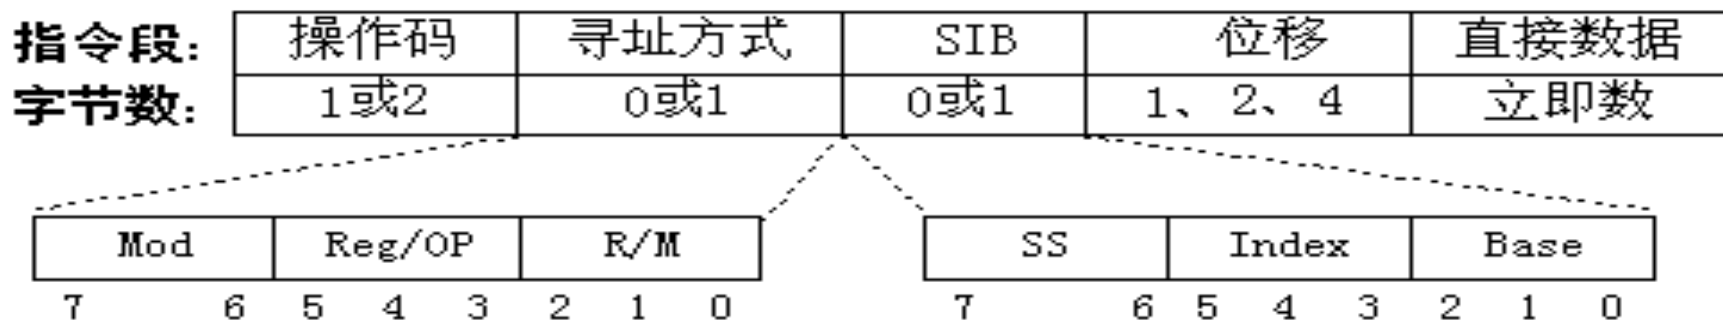 指令段: 操作码 寻址方式 SIB 位移 直接数据
字节数: 1或2 0或1 0或1 1、2、4 立即数
Mod Reg/OP R/M SS Index Base
7 6 5 4 3 2 1 0 7 6 5 4 3 2 1 0